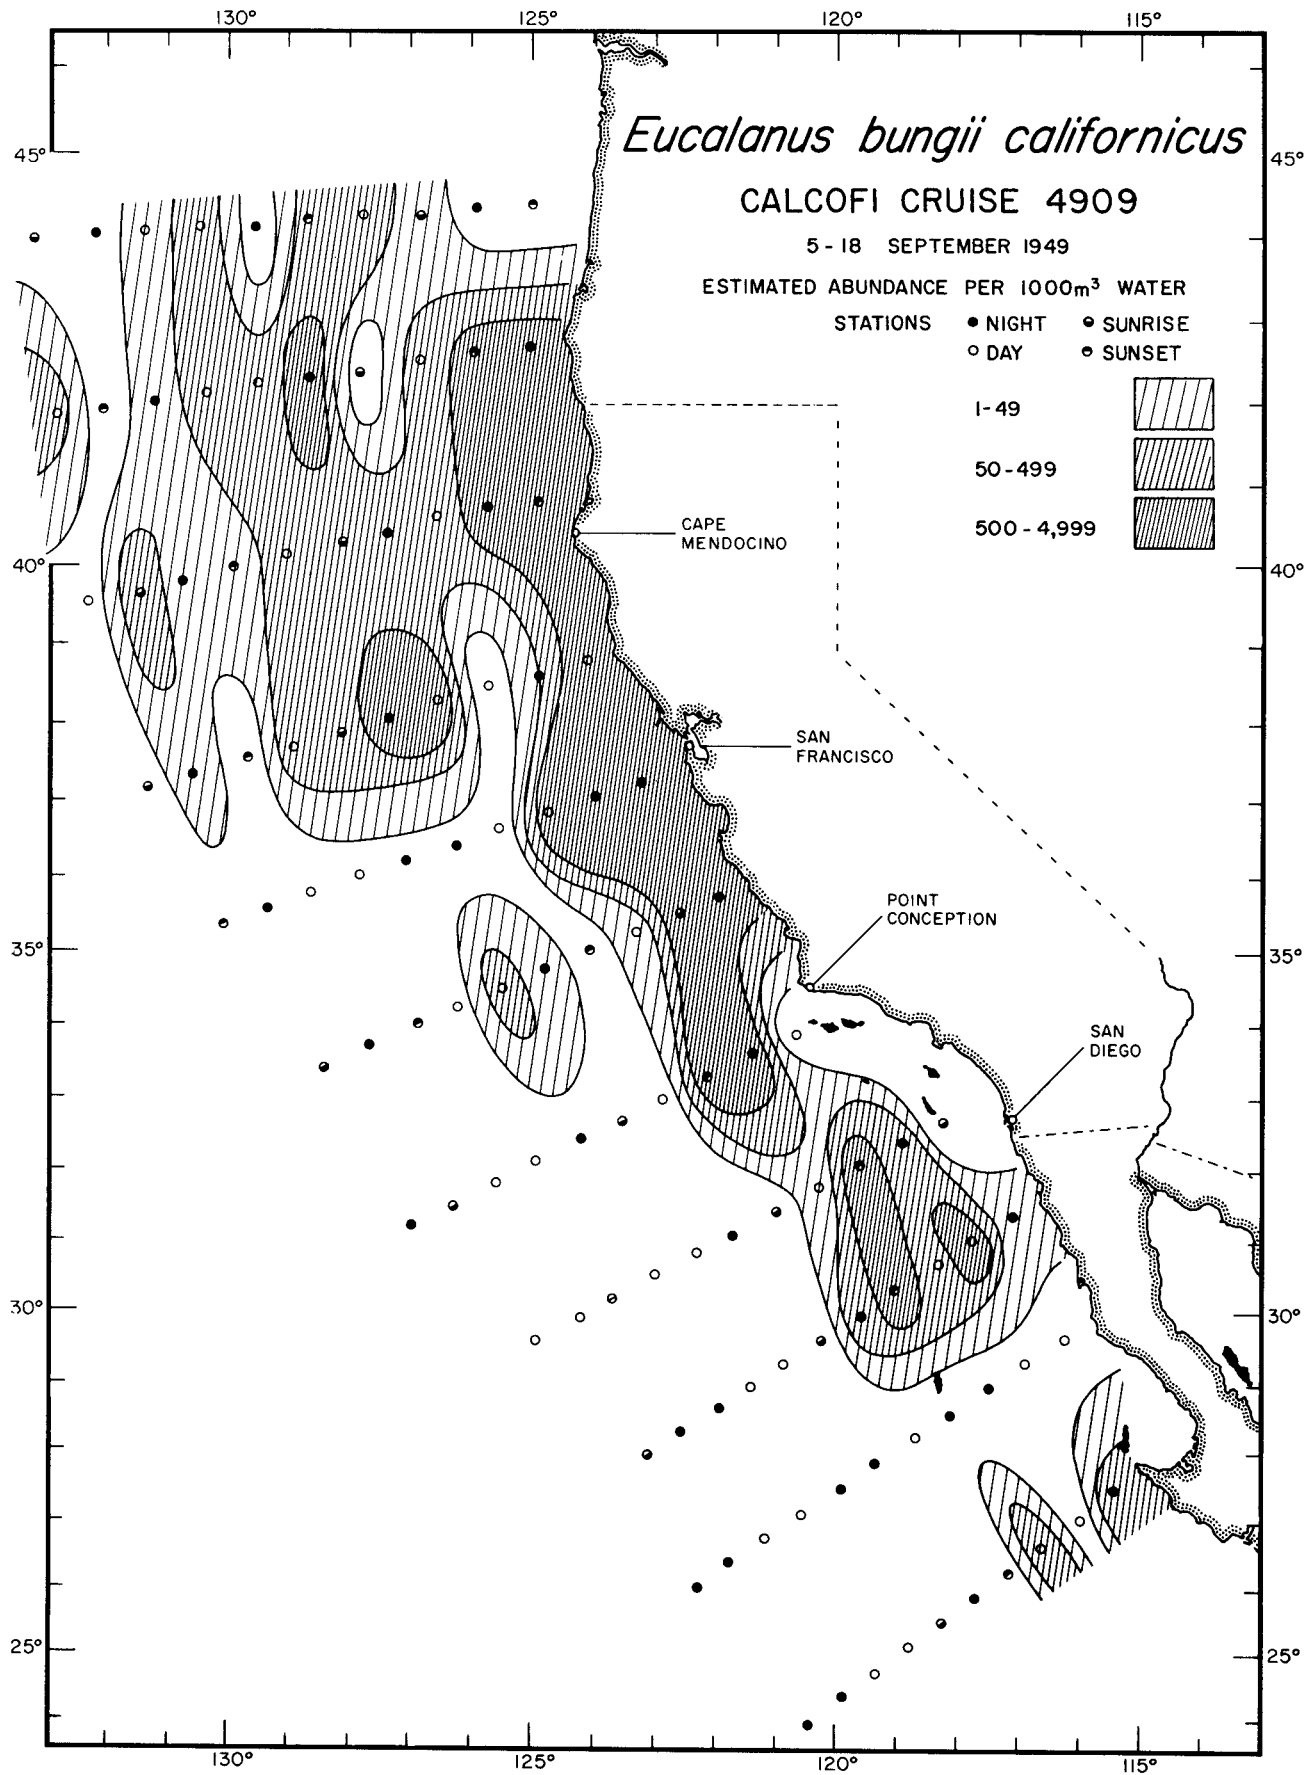 130° 125° 120° 115°
Eucalanus bungii californicus
45° 45°
CALCOFI CRUISE 4909
5-18 SEPTEMBER 1949
ESTIMATED ABUNDANCE PER 1000m³ WATER
STATIONS ● NIGHT SUNRISE
○ DAY SUNSET
1-49
50-499
500-4,999
CAPE
MENDOCINO
40° 40°
SAN
FRANCISCO
POINT
CONCEPTION
35° 35°
SAN
DIEGO
30° 30°
25° 25°
130° 125° 120° 115°